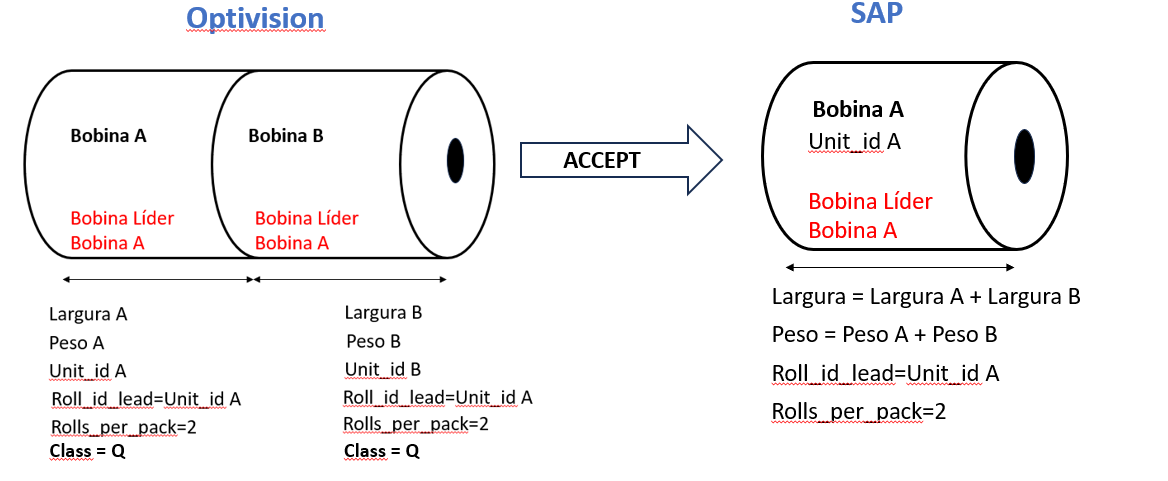 Optivision
SAP
Bobina A
Bobina B
Bobina Líder
Bobina A
Bobina Líder
Bobina A
ACCEPT
Bobina A
Unit_id A
Bobina Líder
Bobina A
Largura A
Peso A
Unit_id A
Roll_id_lead=Unit_id A
Rolls_per_pack=2
Class = Q
Largura B
Peso B
Unit_id B
Roll_id_lead=Unit_id A
Rolls_per_pack=2
Class = Q
Largura = Largura A + Largura B
Peso = Peso A + Peso B
Roll_id_lead=Unit_id A
Rolls_per_pack=2